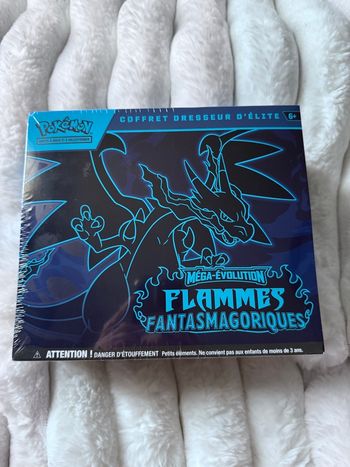 COFFRET DRESSEUR D'ÉLITE
6+
POKÉMON
MÉGA-ÉVOLUTION
FLAMMES
FANTASMAGORIQUES
ATTENTION ! DANGER D'ÉTOUFFEMENT Petits éléments. Ne convient pas aux enfants de moins de 3 ans.